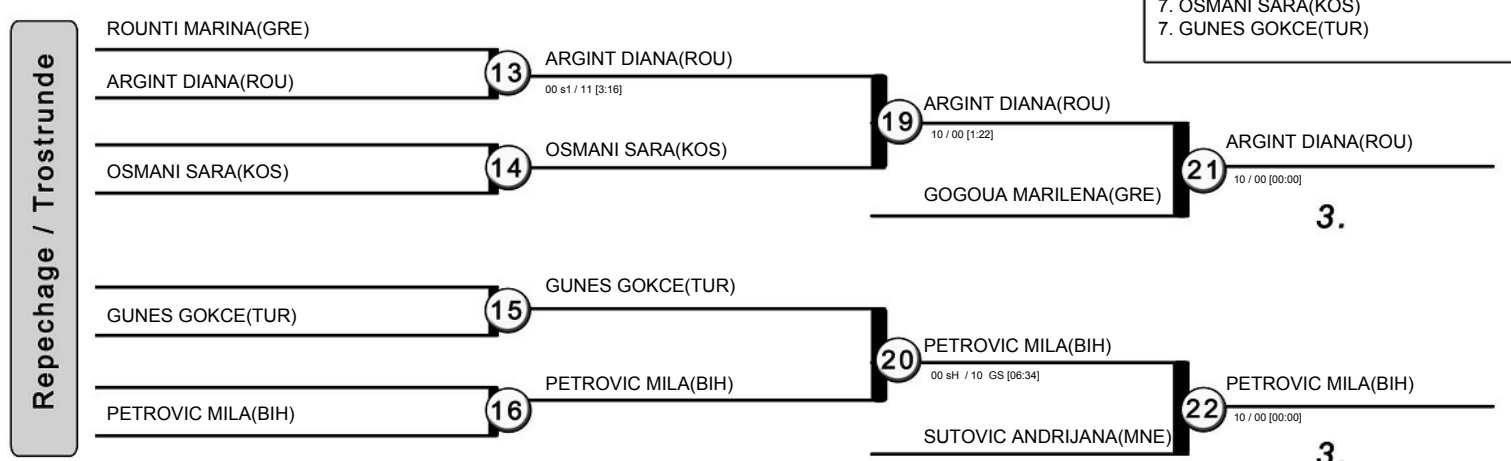 7. OSMANI SARA(KOS)
7. GUNES GOKCE(TUR)
Repechage / Trostrunde
ROUNTI MARINA(GRE)
ARGINT DIANA(ROU)
13
ARGINT DIANA(ROU)
00 s1 / 11 [3:16]
OSMANI SARA(KOS)
14
OSMANI SARA(KOS)
19
ARGINT DIANA(ROU)
10 / 00 [1:22]
GOGOUA MARILENA(GRE)
21
ARGINT DIANA(ROU)
10 / 00 [00:00]
3.
GUNES GOKCE(TUR)
15
GUNES GOKCE(TUR)
PETROVIC MILA(BIH)
16
PETROVIC MILA(BIH)
20
PETROVIC MILA(BIH)
00 sH / 10 GS [06:34]
SUTOVIC ANDRIJANA(MNE)
22
PETROVIC MILA(BIH)
10 / 00 [00:00]
3.